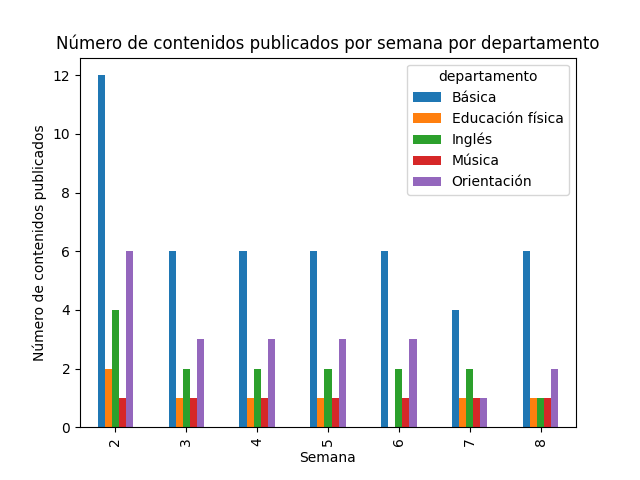 Número de contenidos publicados por semana por departamento
departamento
Básica
Educación física
Inglés
Música
Orientación
Número de contenidos publicados
12
10
8
6
4
2
0
2
3
4
5
6
7
8
Semana